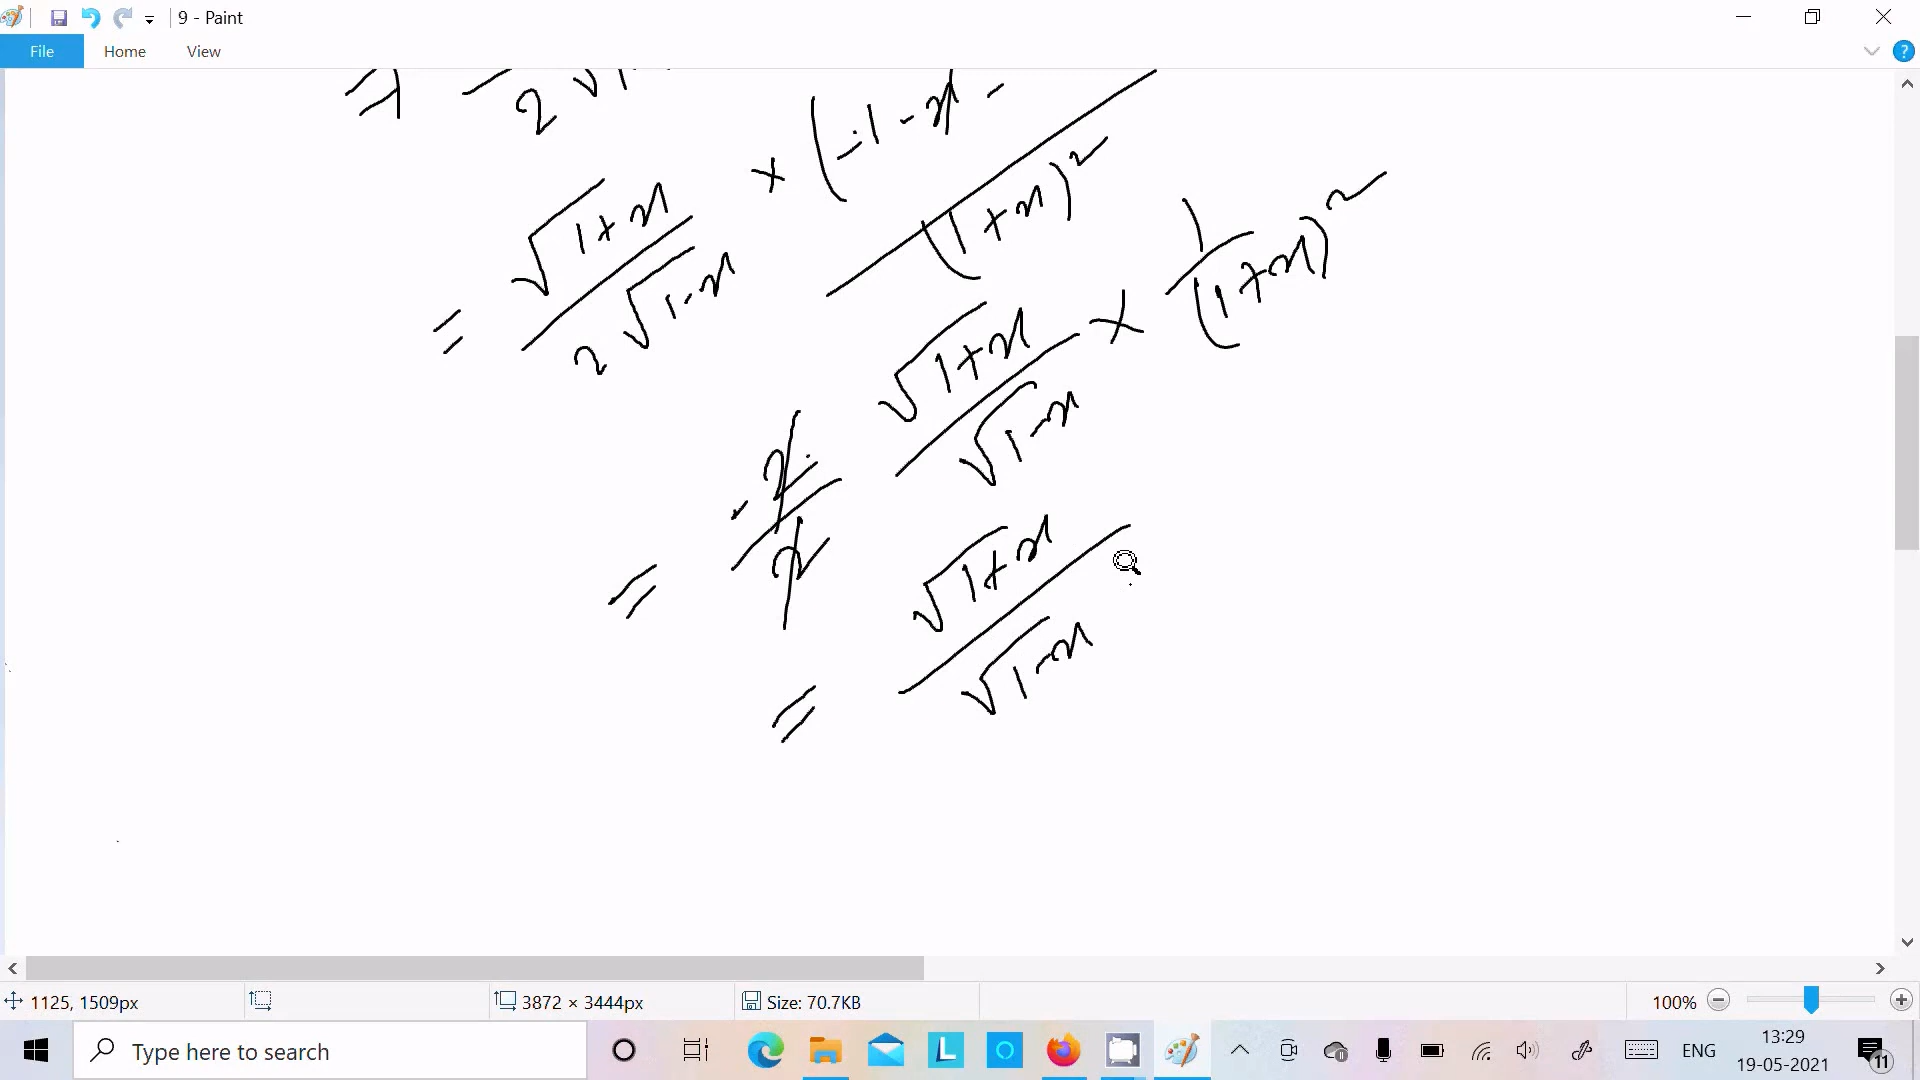 9 - Paint
File Home View
⇒ 2 √1
= √1+x / 2 √1-x × (-1-x- / (1+x)²
= -2/2 √1+x / √1-x × 1/(1+x)²
= √1+x / √1-x
1125, 1509px 3872 × 3444px Size: 70.7KB 100%
Type here to search
ENG 13:29
19-05-2021
11